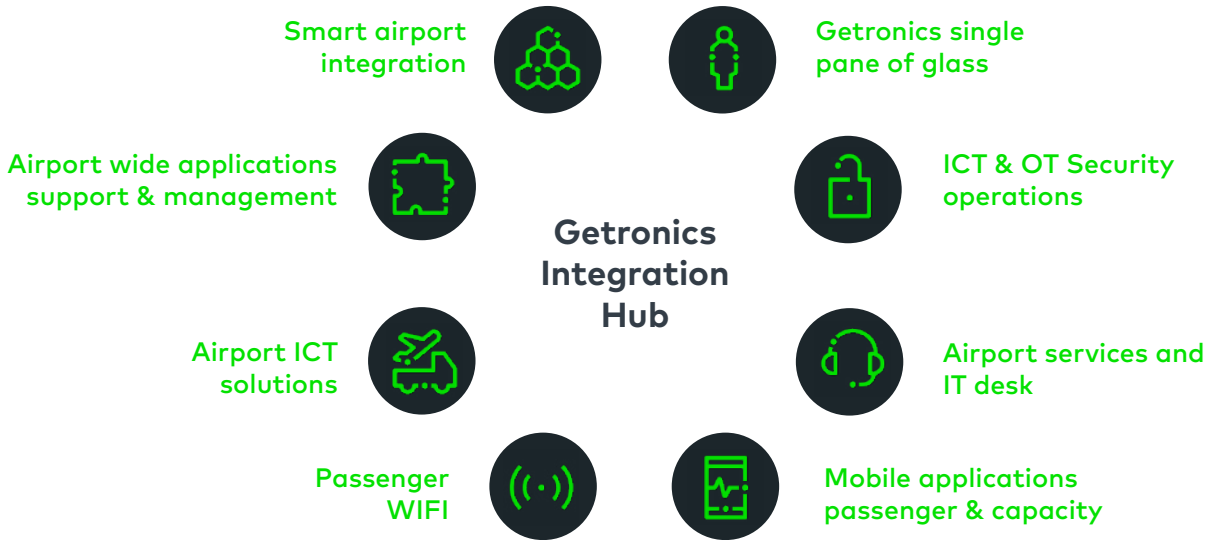 Smart airport
integration
Getronics single
pane of glass
Airport wide applications
support & management
ICT & OT Security
operations
Getronics
Integration
Hub
Airport ICT
solutions
Airport services and
IT desk
Passenger
WIFI
Mobile applications
passenger & capacity